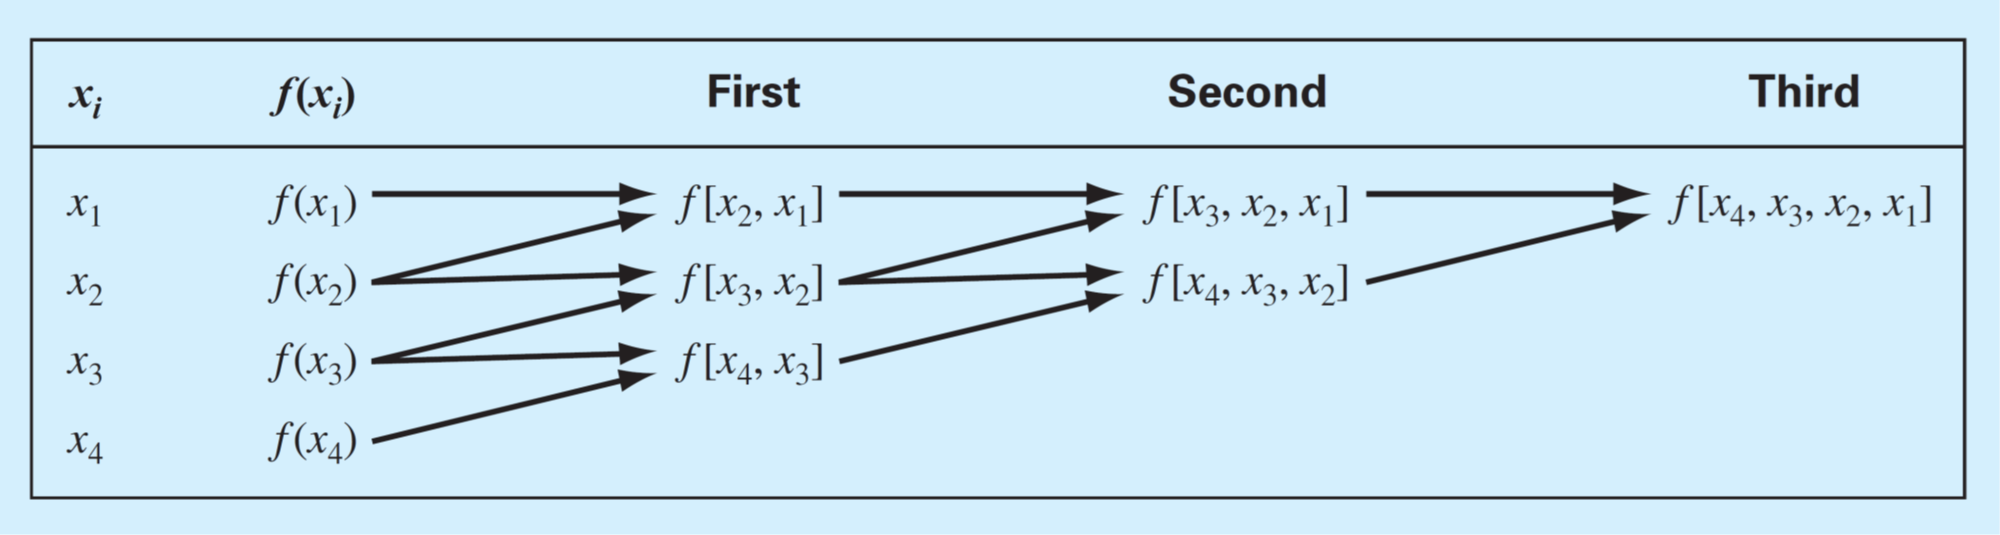 xᵢ f(xᵢ) First Second Third
x₁ f(x₁) f[x₂, x₁] f[x₃, x₂, x₁] f[x₄, x₃, x₂, x₁]
x₂ f(x₂) f[x₃, x₂] f[x₄, x₃, x₂]
x₃ f(x₃) f[x₄, x₃]
x₄ f(x₄)